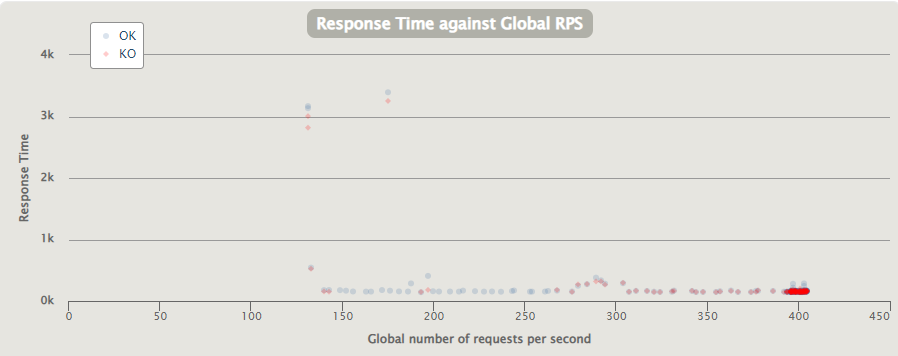 Response Time against Global RPS
OK
KO
4k
3k
2k
1k
0k
Response Time
0 50 100 150 200 250 300 350 400 450
Global number of requests per second